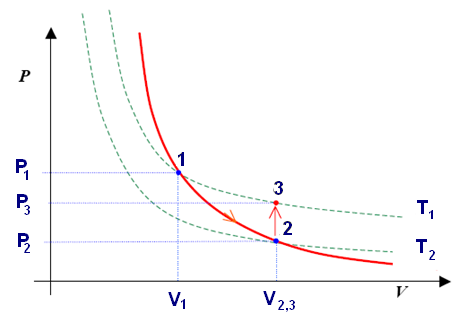 P
1
P₁
3
P₃
T₁
2
P₂
T₂
V₁
V₂,₃
V